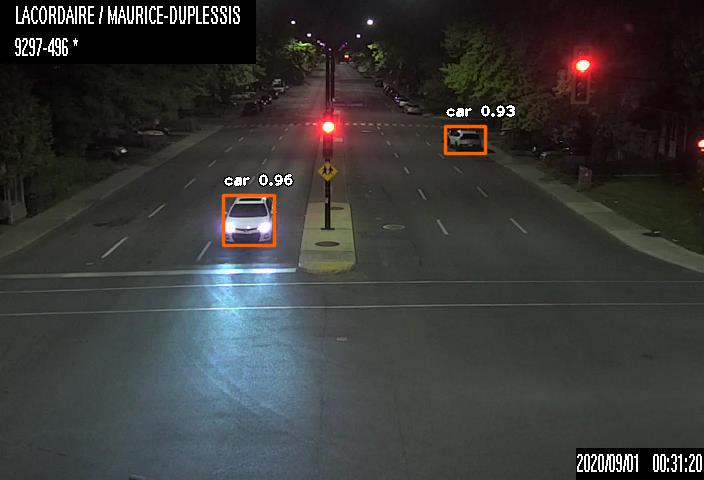 LACORDAIRE / MAURICE-DUPLESSIS
9297-496 *
car 0.93
car 0.96
2020/09/01 00:31:20